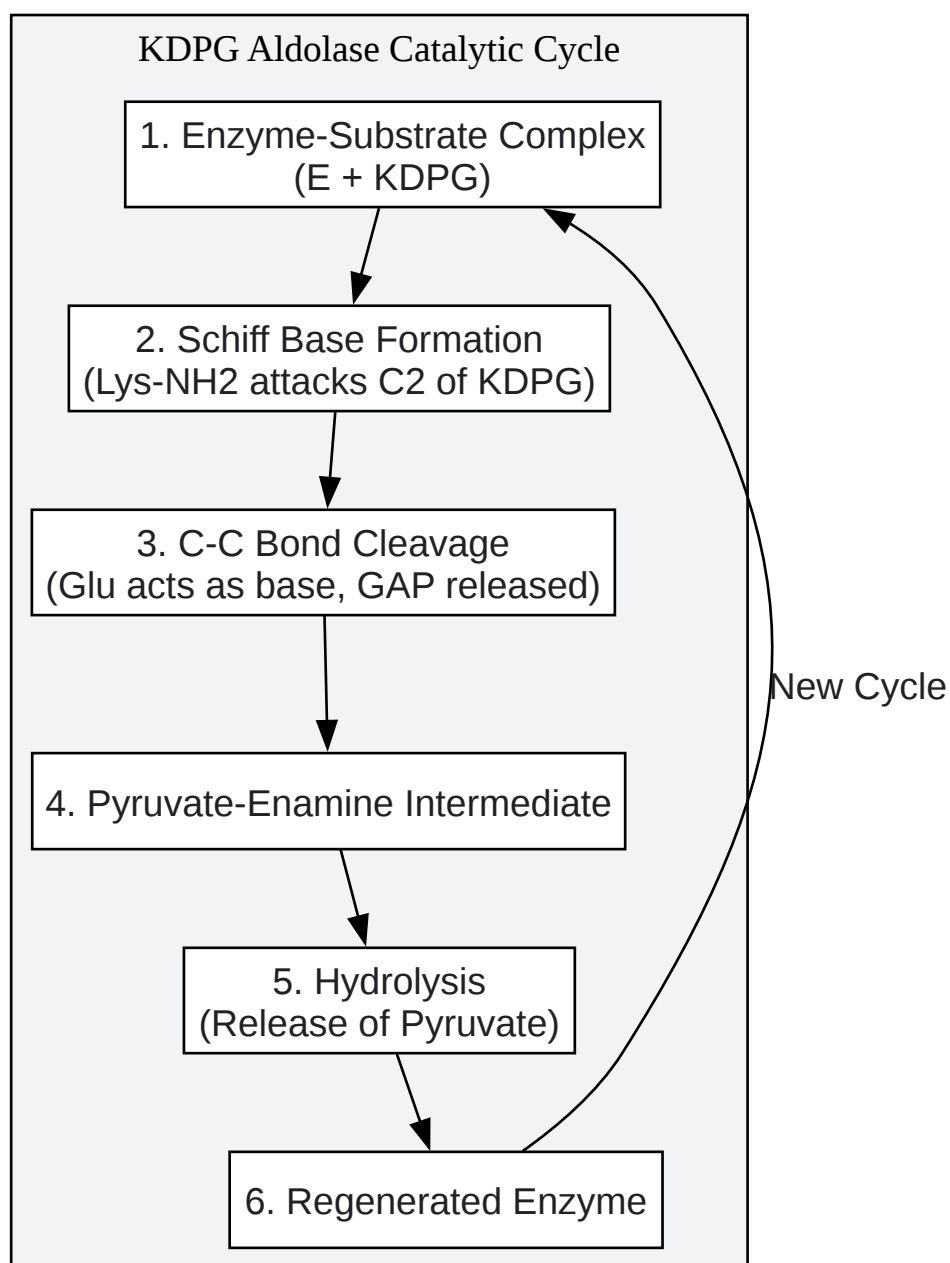 KDPG Aldolase Catalytic Cycle
1. Enzyme-Substrate Complex
(E + KDPG)
2. Schiff Base Formation
(Lys-NH2 attacks C2 of KDPG)
3. C-C Bond Cleavage
(Glu acts as base, GAP released)
New Cycle
4. Pyruvate-Enamine Intermediate
5. Hydrolysis
(Release of Pyruvate)
6. Regenerated Enzyme